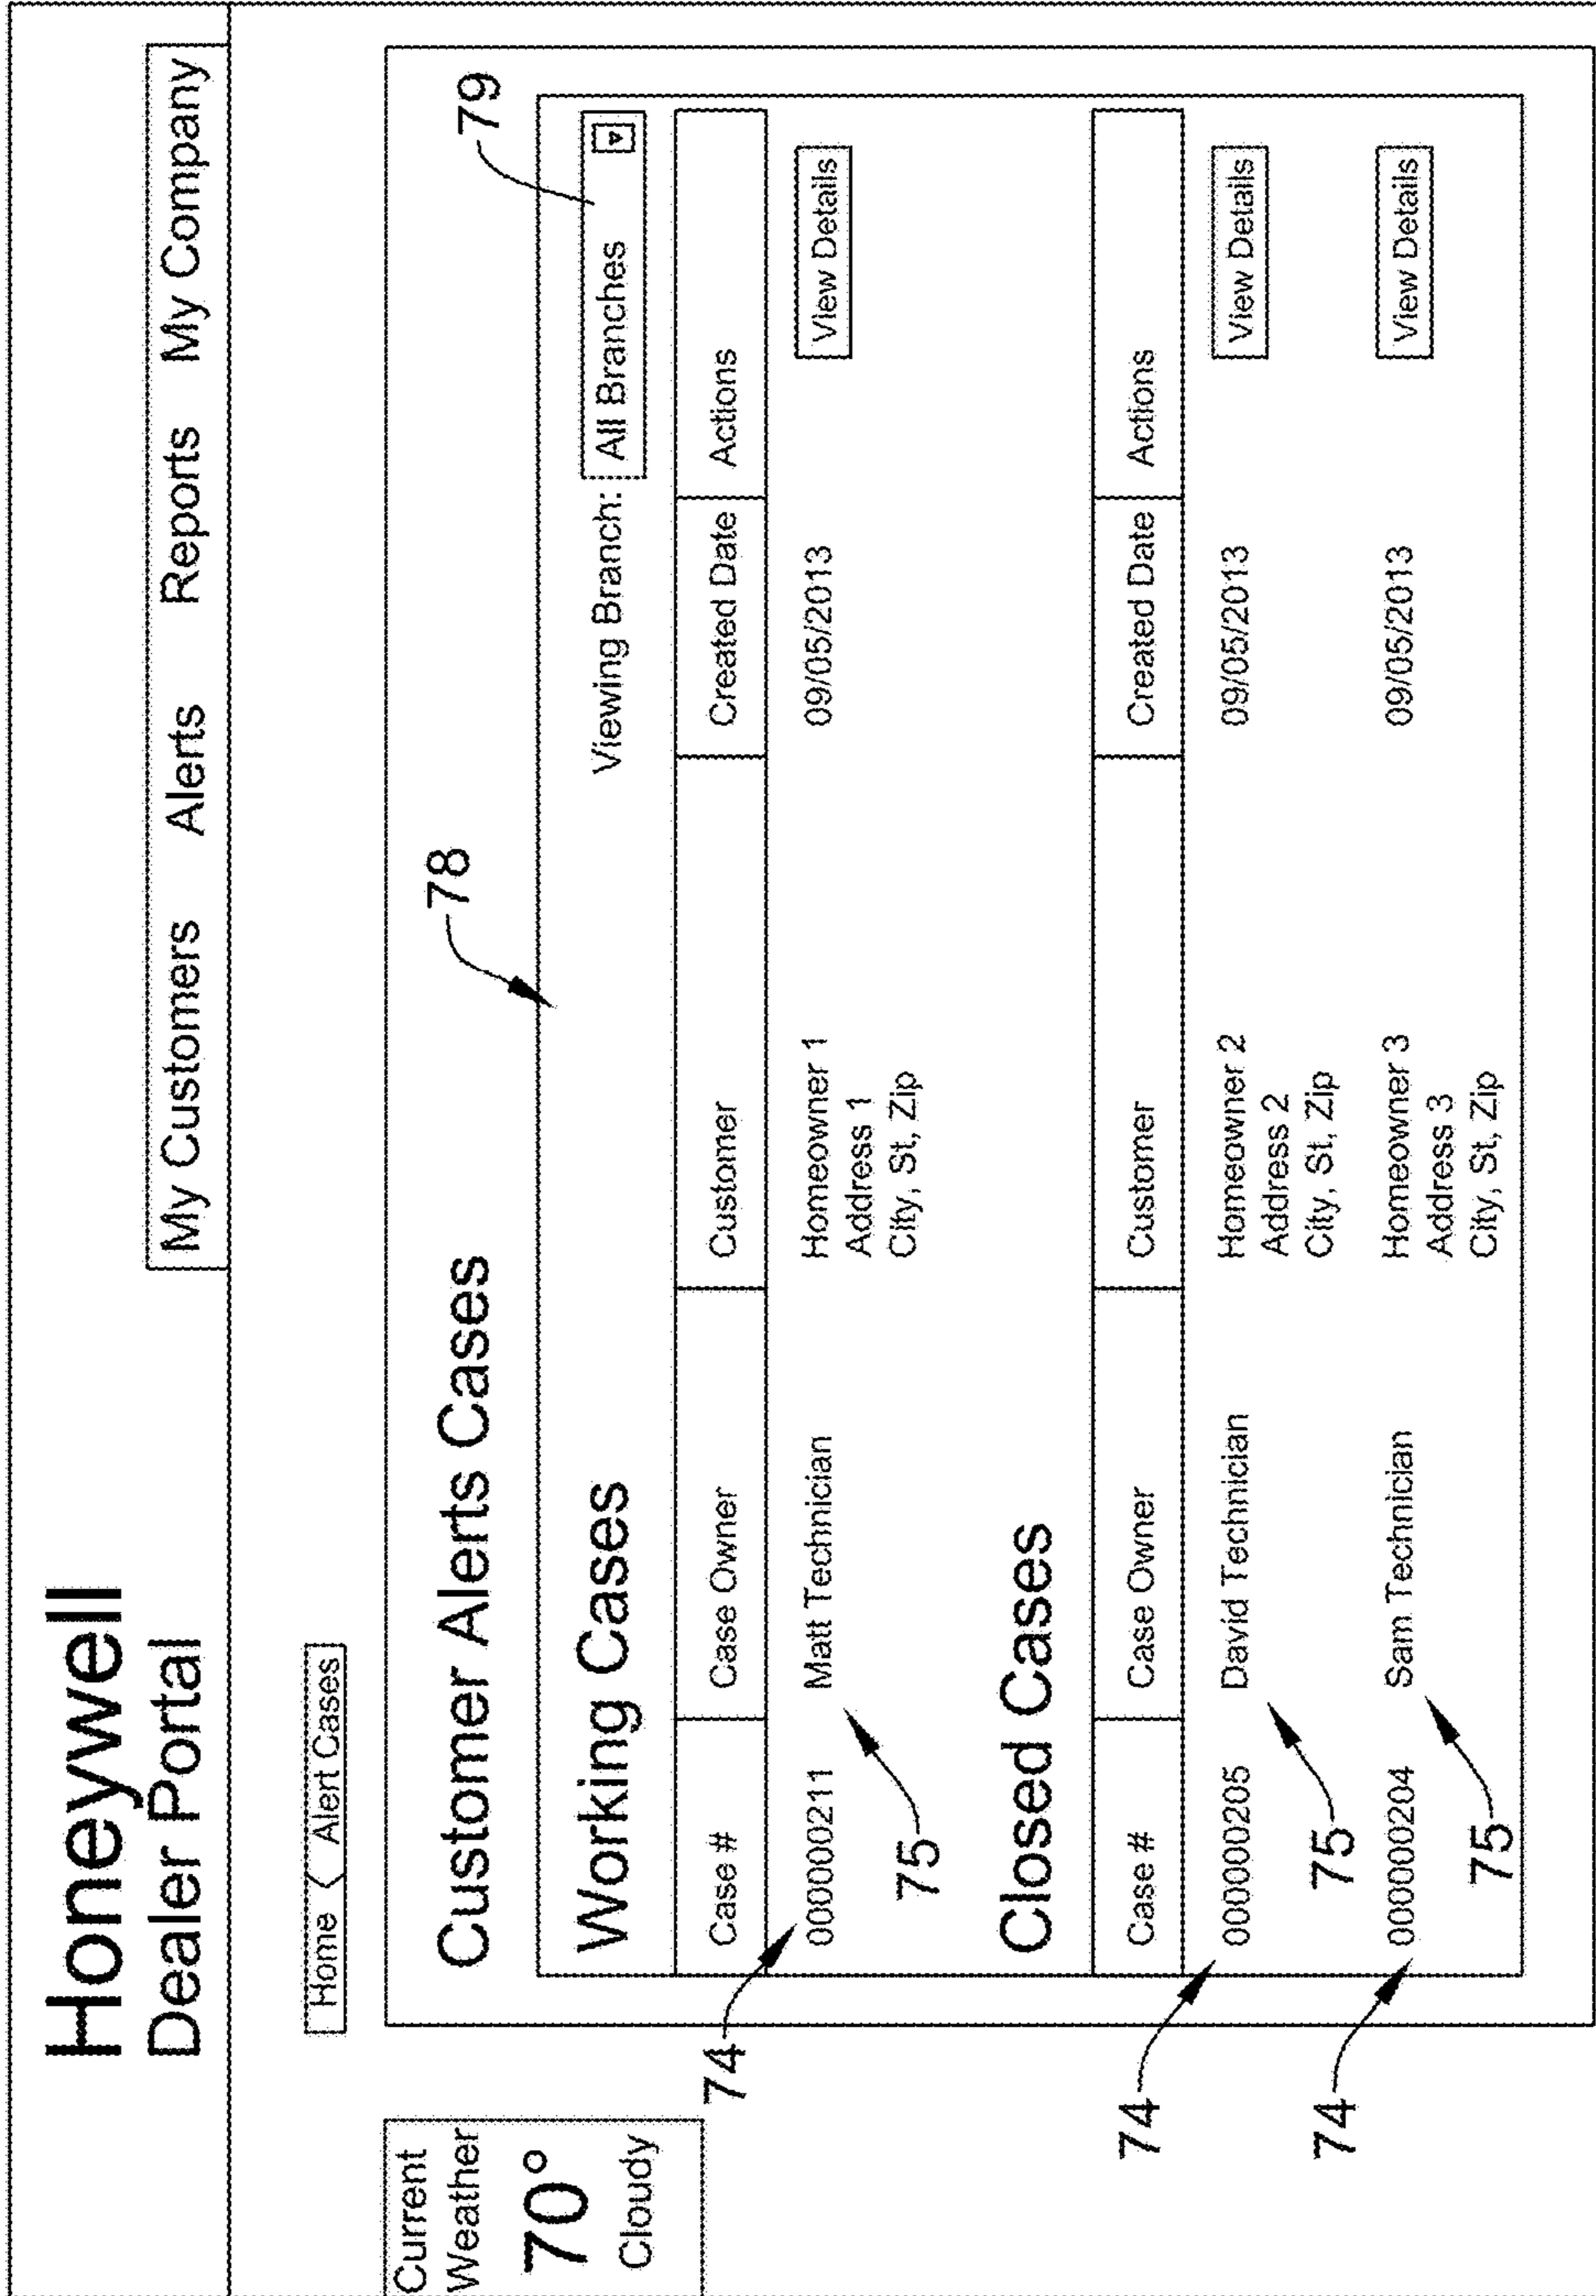 Honeywell
Dealer Portal
My Customers Alerts Reports My Company
Home ⟨ Alert Cases
Current
Weather
70°
Cloudy
Customer Alerts Cases
78
79
Working Cases
Viewing Branch: All Branches
Case # Case Owner Customer Created Date Actions
74
000000211 Matt Technician Homeowner 1 09/05/2013 View Details
Address 1
75
City, St, Zip
Closed Cases
Case # Case Owner Customer Created Date Actions
74
000000205 David Technician Homeowner 2 09/05/2013 View Details
Address 2
75
City, St, Zip
74
000000204 Sam Technician Homeowner 3 09/05/2013 View Details
Address 3
75
City, St, Zip